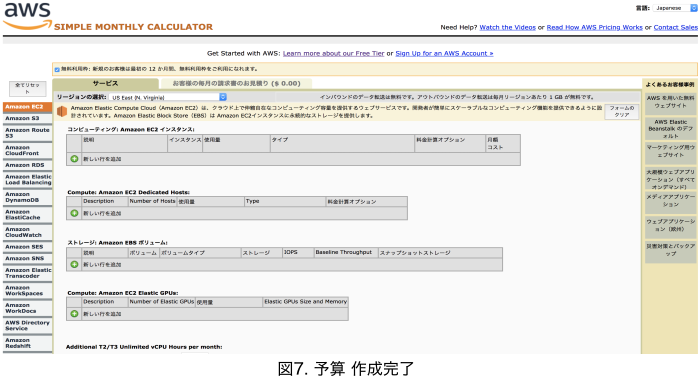 aws
SIMPLE MONTHLY CALCULATOR
言語: Japanese
Need Help? Watch the Videos or Read How AWS Pricing Works or Contact Sales
Get Started with AWS: Learn more about our Free Tier or Sign Up for an AWS Account »
無料利用枠: 新規のお客様は最初の 12 か月間、無料利用枠をご利用になれます。
全てリセット
サービス
お客様の毎月の請求書のお見積り ($ 0.00)
リージョンの選択: US East (N. Virginia)
インバウンドのデータ転送は無料です。アウトバウンドのデータ転送は毎月リージョンあたり 1 GB が無料です。
Amazon Elastic Compute Cloud (Amazon EC2) は、クラウド上で伸縮自在なコンピューティング容量を提供するウェブサービスです。開発者が簡単にスケーラブルなコンピューティング機能を提供できるように設
計されています。Amazon Elastic Block Store (EBS) は Amazon EC2インスタンスに永続的なストレージを提供します。
フォームの
クリア
Amazon EC2
Amazon S3
Amazon Route
53
Amazon
CloudFront
Amazon RDS
Amazon Elastic
Load Balancing
Amazon
DynamoDB
Amazon
ElastiCache
Amazon
CloudWatch
Amazon SES
Amazon SNS
Amazon Elastic
Transcoder
Amazon
WorkSpaces
Amazon
WorkDocs
AWS Directory
Service
Amazon
Redshift
コンピューティング: Amazon EC2 インスタンス:
説明 インスタンス 使用量 タイプ 料金計算オプション 月額
コスト
新しい行を追加
Compute: Amazon EC2 Dedicated Hosts:
Description Number of Hosts 使用量 Type 料金計算オプション
新しい行を追加
ストレージ: Amazon EBS ボリューム:
説明 ボリューム ボリュームタイプ ストレージ IOPS Baseline Throughput スナップショットストレージ
新しい行を追加
Compute: Amazon EC2 Elastic GPUs:
Description Number of Elastic GPUs 使用量 Elastic GPUs Size and Memory
新しい行を追加
Additional T2/T3 Unlimited vCPU Hours per month:
よくあるお客様事例
AWS を用いた無料
ウェブサイト
AWS Elastic
Beanstalk のデフ
ォルト
マーケティング用ウ
ェブサイト
大規模ウェブアプリ
ケーション (すべて
オンデマンド)
メディアアプリケー
ション
ウェブアプリケーシ
ョン (欧州)
災害対策とバックア
ップ
図7. 予算 作成完了